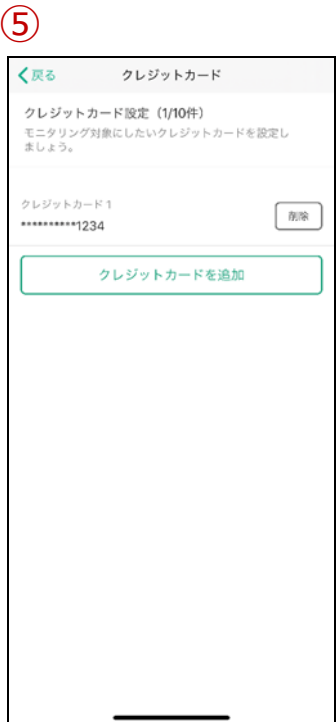 ⑤
戻る クレジットカード
クレジットカード設定（1/10件）
モニタリング対象にしたいクレジットカードを設定し
ましょう。
クレジットカード 1
**********1234
削除
クレジットカードを追加